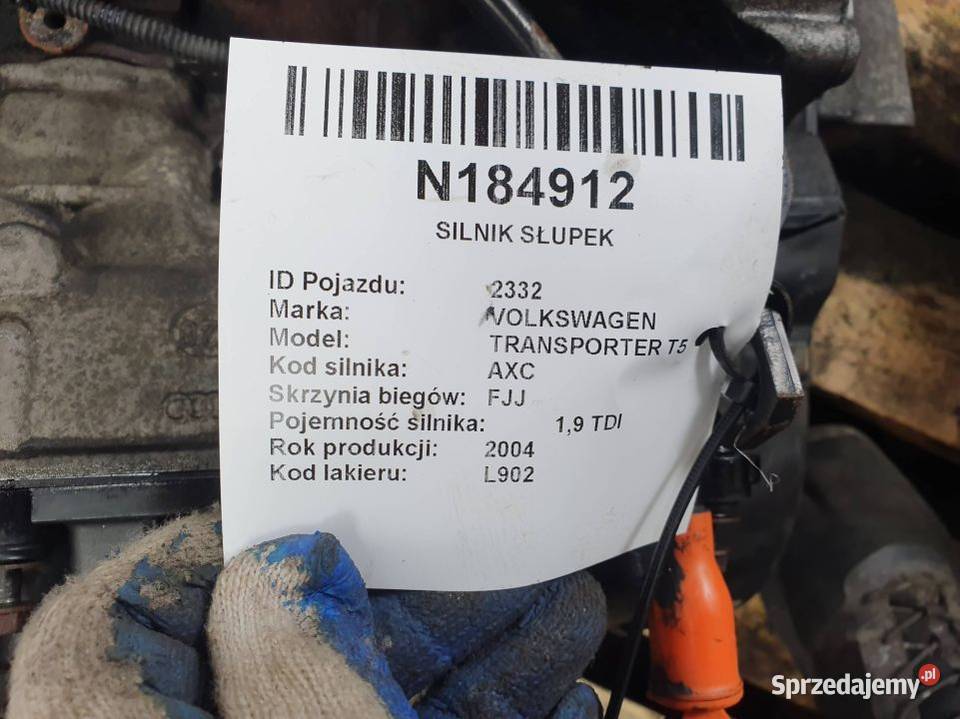 N184912
SILNIK SŁUPEK
ID Pojazdu: 2332
Marka: VOLKSWAGEN
Model: TRANSPORTER T5
Kod silnika: AXC
Skrzynia biegów: FJJ
Pojemność silnika: 1,9 TDI
Rok produkcji: 2004
Kod lakieru: L902
Sprzedajemy.pl